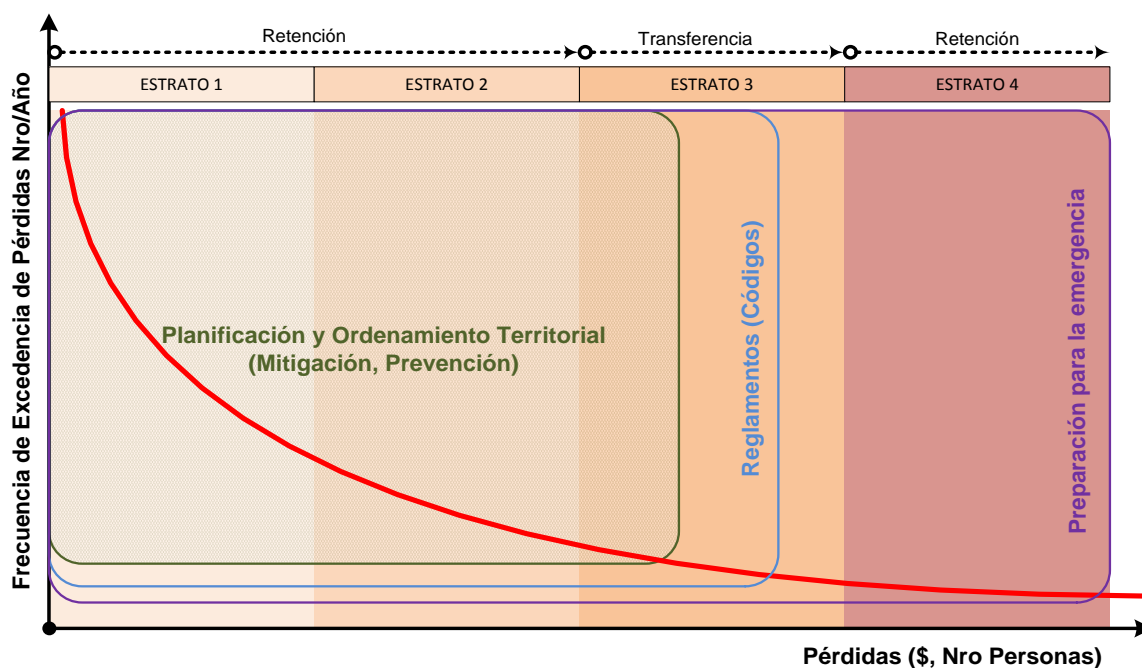 Retención
Transferencia
Retención
ESTRATO 1
ESTRATO 2
ESTRATO 3
ESTRATO 4
Frecuencia de Excedencia de Pérdidas Nro/Año
Planificación y Ordenamiento Territorial
(Mitigación, Prevención)
Reglamentos (Códigos)
Preparación para la emergencia
Pérdidas ($, Nro Personas)